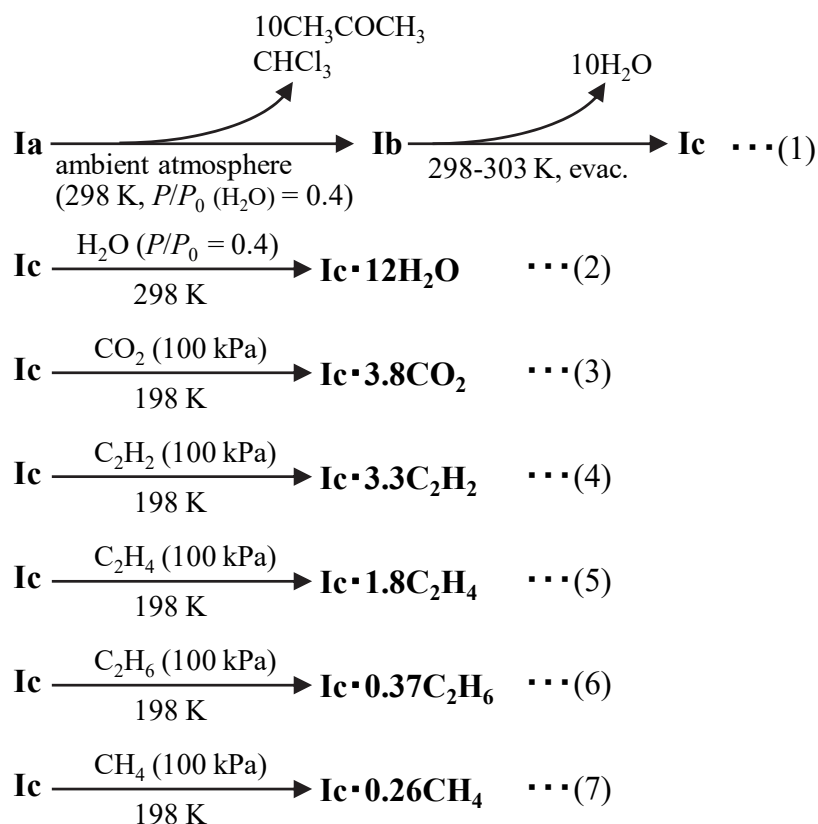 10CH₃COCH₃
CHCl₃
10H₂O
Ia Ib Ic ···(1)
ambient atmosphere
(298 K, P/P₀ (H₂O) = 0.4)
298-303 K, evac.
H₂O (P/P₀ = 0.4)
Ic Ic·12H₂O ···(2)
298 K
CO₂ (100 kPa)
Ic Ic·3.8CO₂ ···(3)
198 K
C₂H₂ (100 kPa)
Ic Ic·3.3C₂H₂ ···(4)
198 K
C₂H₄ (100 kPa)
Ic Ic·1.8C₂H₄ ···(5)
198 K
C₂H₆ (100 kPa)
Ic Ic·0.37C₂H₆ ···(6)
198 K
CH₄ (100 kPa)
Ic Ic·0.26CH₄ ···(7)
198 K